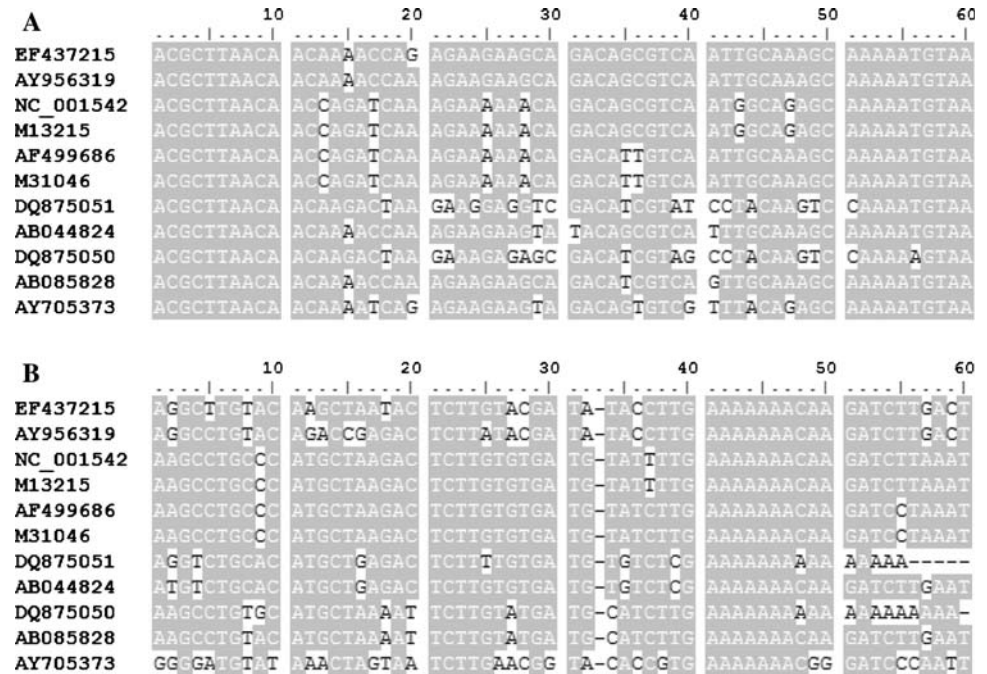 A
10 20 30 40 50 60
EF437215 ACGCTTAACA ACAAAACCAG AGAAGAAGCA GACAGCGTCA ATTGCAAAGC AAAAATGTAA
AY956319 ACGCTTAACA ACAAAACCAA AGAAGAAGCA GACAGCGTCA ATTGCAAAGC AAAAATGTAA
NC_001542 ACGCTTAACA ACCAGATCAA AGAAAAAACA GACAGCGTCA ATGGCAGAGC AAAAATGTAA
M13215 ACGCTTAACA ACCAGATCAA AGAAAAAACA GACAGCGTCA ATGGCAGAGC AAAAATGTAA
AF499686 ACGCTTAACA ACCAGATCAA AGAAAAAACA GACATTGTCA ATTGCAAAGC AAAAATGTAA
M31046 ACGCTTAACA ACCAGATCAA AGAAAAAACA GACATTGTCA ATTGCAAAGC AAAAATGTAA
DQ875051 ACGCTTAACA ACAAGACTAA GAAGGAGGTC GACATCGTAT CCTACAAGTC CAAAATGTAA
AB044824 ACGCTTAACA ACAAAACCAA AGAAGAAGTA TACAGCGTCA TTTGCAAAGC AAAAATGTAA
DQ875050 ACGCTTAACA ACAAGACTAA GAAAGAGAGC GACATCGTAG CCTACAAGTC CAAAAAGTAA
AB085828 ACGCTTAACA ACAAAACCAA AGAAGAAGCA GACATCGTCA GTTGCAAAGC AAAAATGTAA
AY705373 ACGCTTAACA ACAAAATCAG AGAAGAAGTA GACAGTGTCG TTTACAGAGC AAAAATGTAA
B
10 20 30 40 50 60
EF437215 AGGCTTGTAC AAGCTAATAC TCTTGTACGA TA-TACCTTG AAAAAAACAA GATCTTGACT
AY956319 AGGCCTGTAC AGACCGAGAC TCTTATACGA TA-TACCTTG AAAAAAACAA GATCTTGACT
NC_001542 AAGCCTGCCC ATGCTAAGAC TCTTGTGTGA TG-TATTTTG AAAAAAACAA GATCTTAAAT
M13215 AAGCCTGCCC ATGCTAAGAC TCTTGTGTGA TG-TATTTTG AAAAAAACAA GATCTTAAAT
AF499686 AAGCCTGCCC ATGCTAAGAC TCTTGTGTGA TG-TATCTTG AAAAAAACAA GATCCTAAAT
M31046 AAGCCTGCCC ATGCTAAGAC TCTTGTGTGA TG-TATCTTG AAAAAAACAA GATCCTAAAT
DQ875051 AGGTCTGCAC ATGCTGAGAC TCTTTTGTGA TG-TGTCTCG AAAAAAAAAA AAAAA-----
AB044824 ATGTCTGCAC ATGCTGAGAC TCTTGTGTGA TG-TGTCTCG AAAAAAACAA GATCTTGAAT
DQ875050 AAGCCTGTGC ATGCTAAAAT TCTTGTATGA TG-CATCTTG AAAAAAAAAA AAAAAAAAA-
AB085828 AAGCCTGTAC ATGCTAAAAT TCTTGTATGA TG-CATCTTG AAAAAAACAA GATCTTGAAT
AY705373 GGGGATGTAT AAACTAGTAA TCTTGAACGG TA-CACCGTG AAAAAAACGG GATCCCAATT